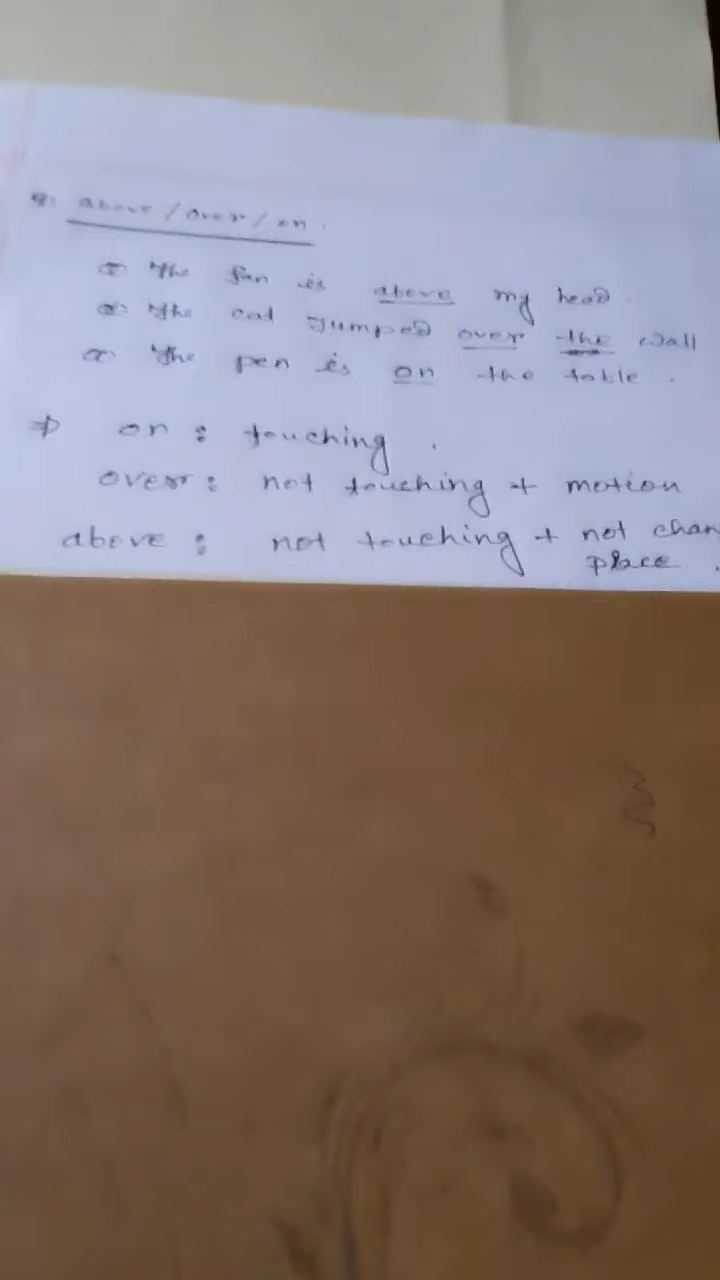 8. above / over / on.
The fan is above my head.
The cat Jumped over the wall
The pen is on the table.
⇒ on : touching.
over : not touching + motion
above : not touching + not chan
place.